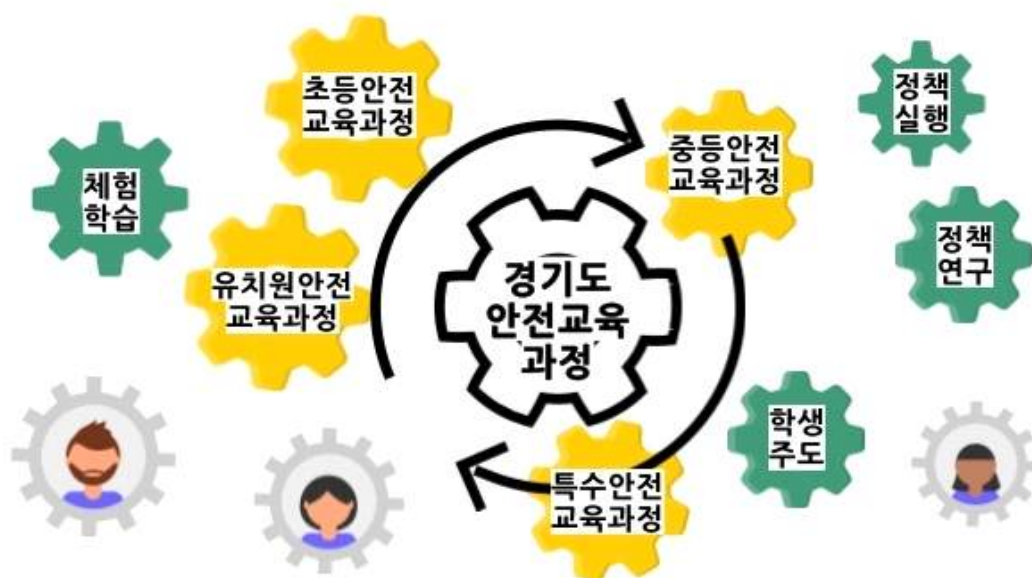 초등안전
교육과정
정책
실행
중등안전
교육과정
체험
학습
정책
연구
유치원안전
교육과정
경기도
안전교육
과정
학생
주도
특수안전
교육과정